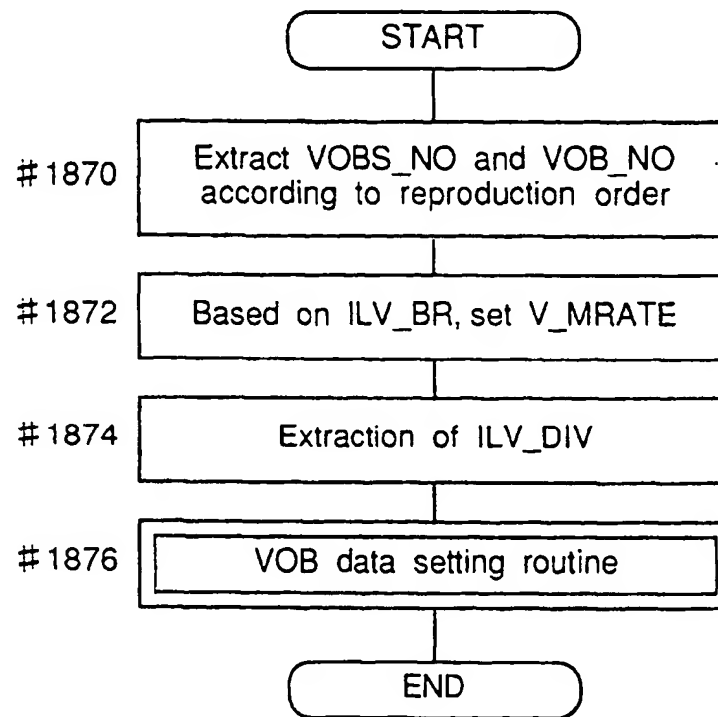 START
#1870
Extract VOBS_NO and VOB_NO
according to reproduction order
#1872
Based on ILV_BR, set V_MRATE
#1874
Extraction of ILV_DIV
#1876
VOB data setting routine
END